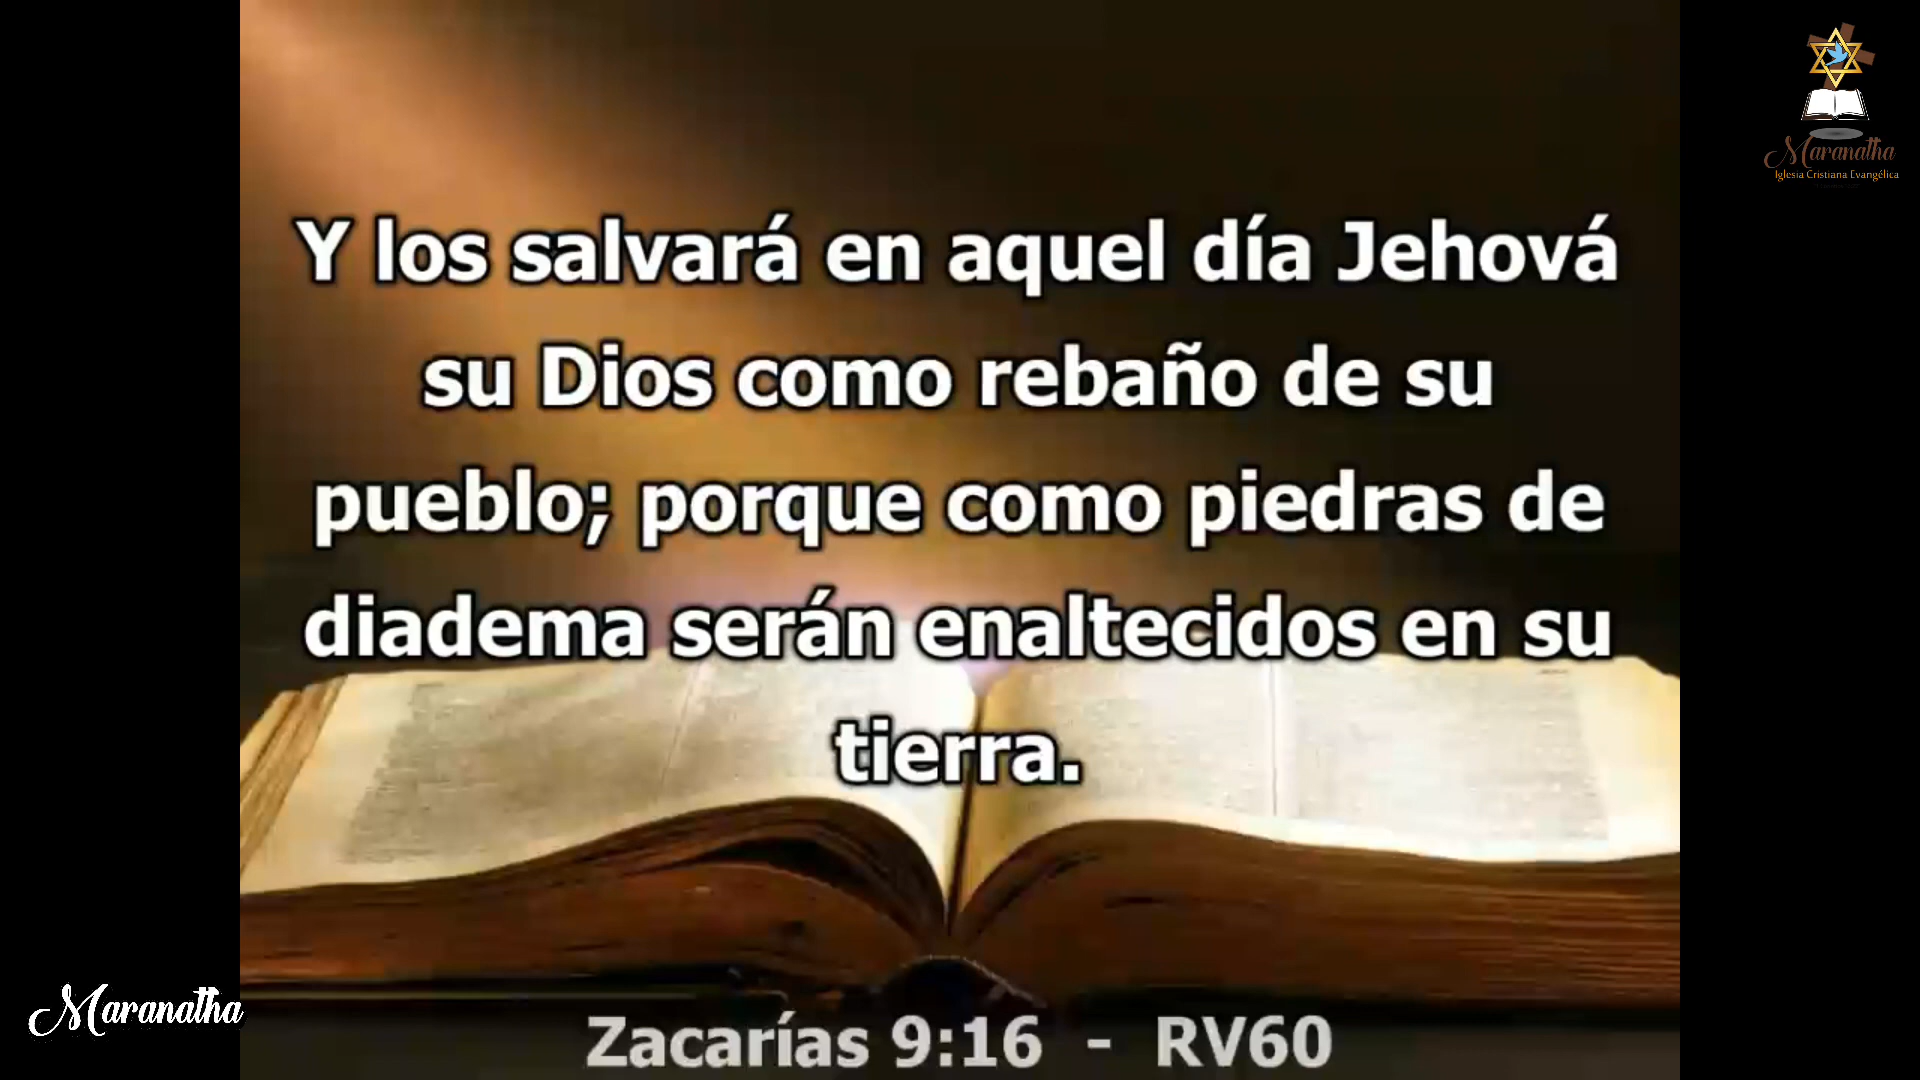 Y los salvará en aquel día Jehová
su Dios como rebaño de su
pueblo; porque como piedras de
diadema serán enaltecidos en su
tierra.
Zacarías 9:16 - RV60
Maranatha
Maranatha
Iglesia Cristiana Evangélica